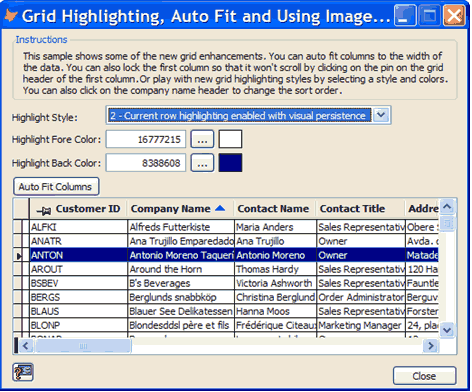 Grid Highlighting, Auto Fit and Using Image...
Instructions
This sample shows some of the new grid enhancements. You can auto fit columns to the width of
the data. You can also lock the first column so that it won't scroll by clicking on the pin on the grid
header of the first column.Or play with new grid highlighting styles by selecting a style and colors.
You can also click on the company name header to change the sort order.
Highlight Style: 2 - Current row highlighting enabled with visual persistence
Highlight Fore Color: 16777215 ...
Highlight Back Color: 8388608 ...
Auto Fit Columns
Customer ID Company Name Contact Name Contact Title Addre
ALFKI Alfreds Futterkiste Maria Anders Sales Representativ Obere S
ANATR Ana Trujillo Emparedado Ana Trujillo Owner Avda. d
ANTON Antonio Moreno Taquerí Antonio Moreno Owner Matade
AROUT Around the Horn Thomas Hardy Sales Representativ 120 Ha
BSBEV B's Beverages Victoria Ashworth Sales Representativ Fauntle
BERGS Berglunds snabbköp Christina Berglund Order Administrator Berguv
BLAUS Blauer See Delikatessen Hanna Moos Sales Representativ Forster
BLONP Blondesddsl père et fils Frédérique Citeaux Marketing Manager 24, plac
Close